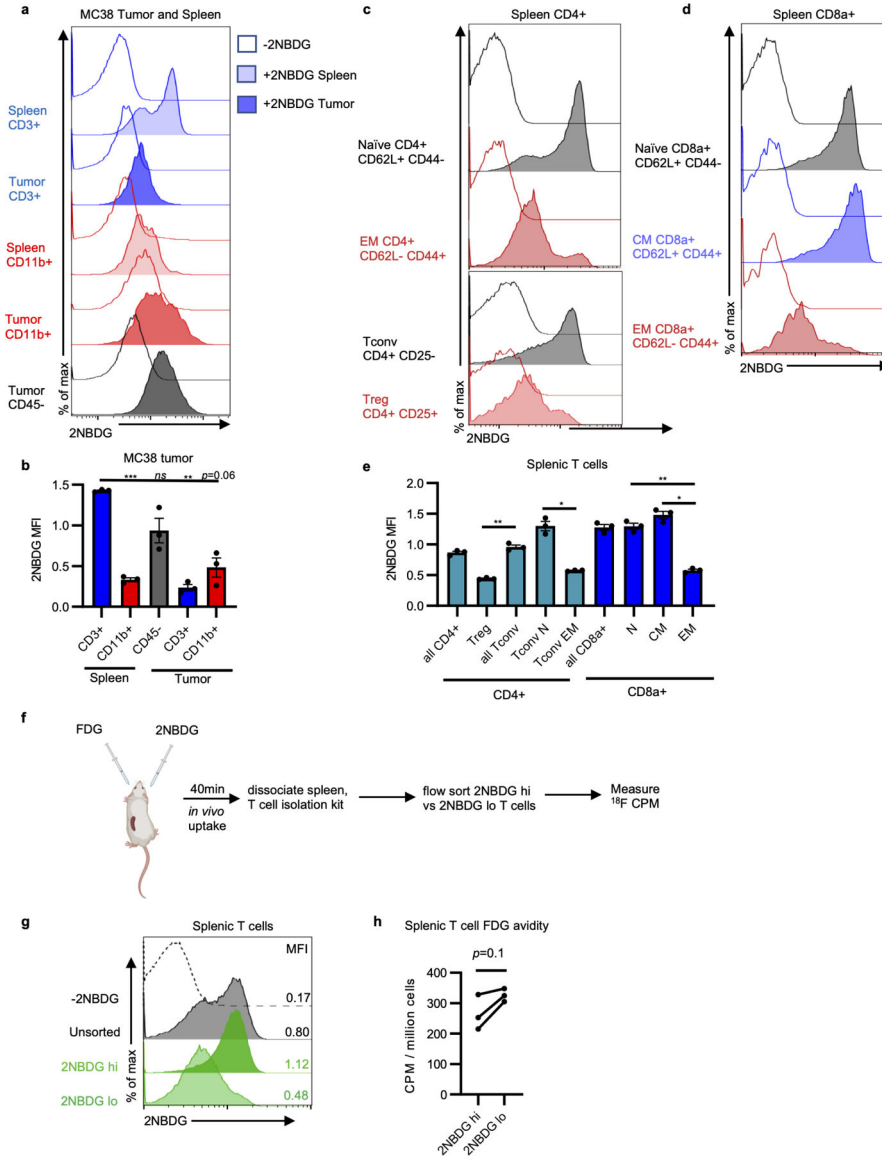 a
MC38 Tumor and Spleen
-2NBDG
+2NBDG Spleen
+2NBDG Tumor
Spleen
CD3+
Tumor
CD3+
Spleen
CD11b+
Tumor
CD11b+
Tumor
CD45-
% of max
2NBDG
c
Spleen CD4+
Naïve CD4+
CD62L+ CD44-
EM CD4+
CD62L- CD44+
Tconv
CD4+ CD25-
Treg
CD4+ CD25+
% of max
2NBDG
d
Spleen CD8a+
Naïve CD8a+
CD62L+ CD44-
CM CD8a+
CD62L+ CD44+
EM CD8a+
CD62L- CD44+
% of max
2NBDG
b
MC38 tumor
*** ns ** p=0.06
2NBDG MFI
1.5
1.0
0.5
0.0
CD3+ CD11b+ CD45- CD3+ CD11b+
Spleen Tumor
e
Splenic T cells
** * ** *
2NBDG MFI
2.0
1.5
1.0
0.5
0.0
all CD4+ Treg all Tconv Tconv N Tconv EM all CD8a+ N CM EM
CD4+ CD8a+
f
FDG 2NBDG
40min
in vivo
uptake
dissociate spleen,
T cell isolation kit
flow sort 2NBDG hi
vs 2NBDG lo T cells
Measure
¹⁸F CPM
g
Splenic T cells
MFI
-2NBDG 0.17
Unsorted 0.80
2NBDG hi 1.12
2NBDG lo 0.48
% of max
2NBDG
h
Splenic T cell FDG avidity
p=0.1
CPM / million cells
400
300
200
100
0
2NBDG hi 2NBDG lo